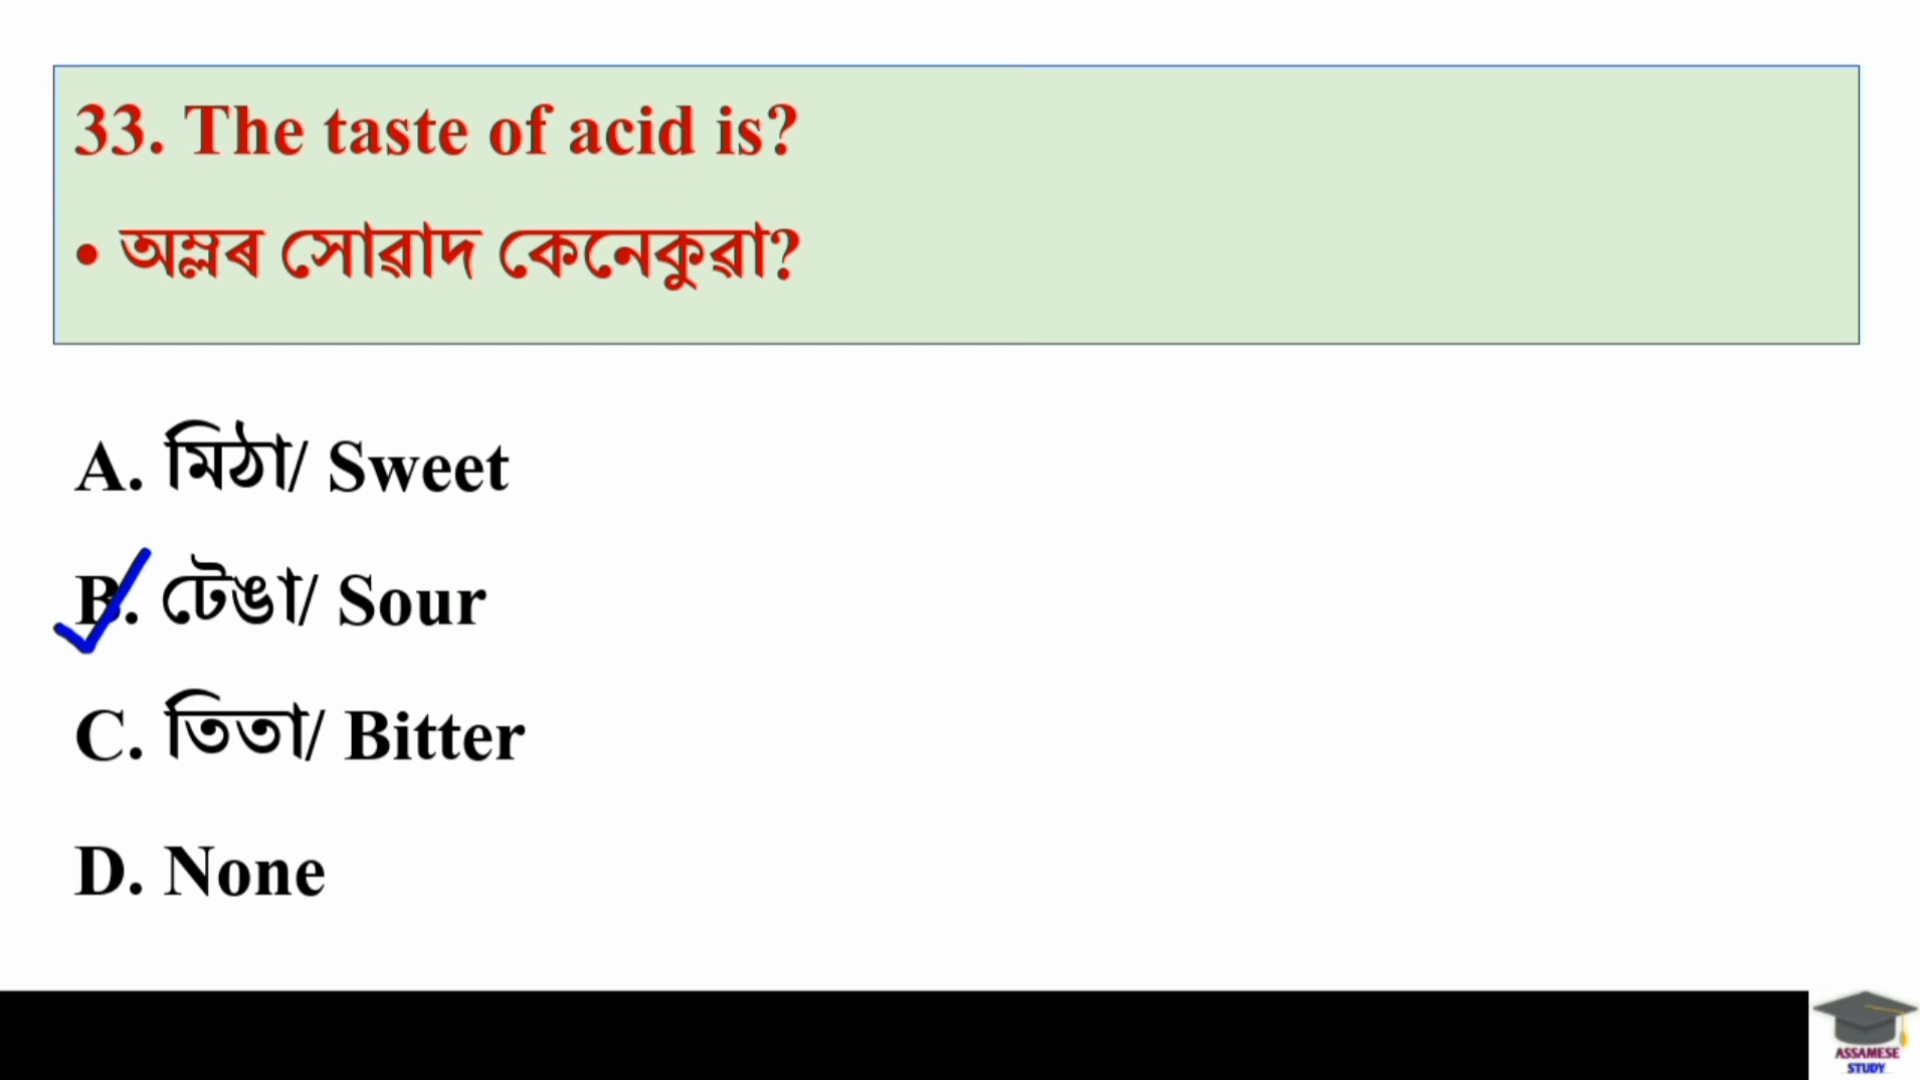 33. The taste of acid is?
• অম্লৰ সোৱাদ কেনেকুৱা?
A. মিঠা/ Sweet
B. টেঙা/ Sour
C. তিতা/ Bitter
D. None
ASSAMESE
STUDY